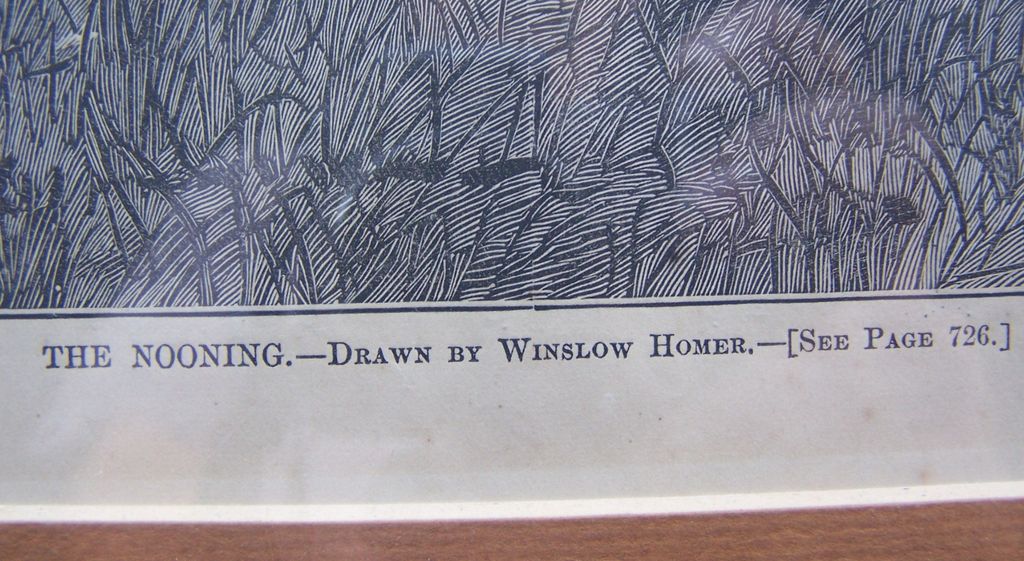 THE NOONING.—Drawn by Winslow Homer.—[See Page 726.]